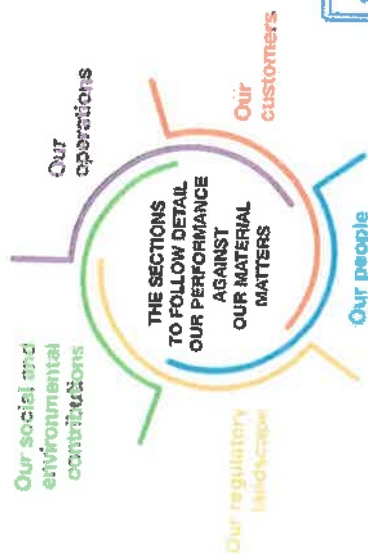 Our social and
environmental
contributions
Our
operations
THE SECTIONS
TO FOLLOW DETAIL
OUR PERFORMANCE
AGAINST
OUR MATERIAL
MATTERS
Our
customers
Our regulatory
landscape
Our people